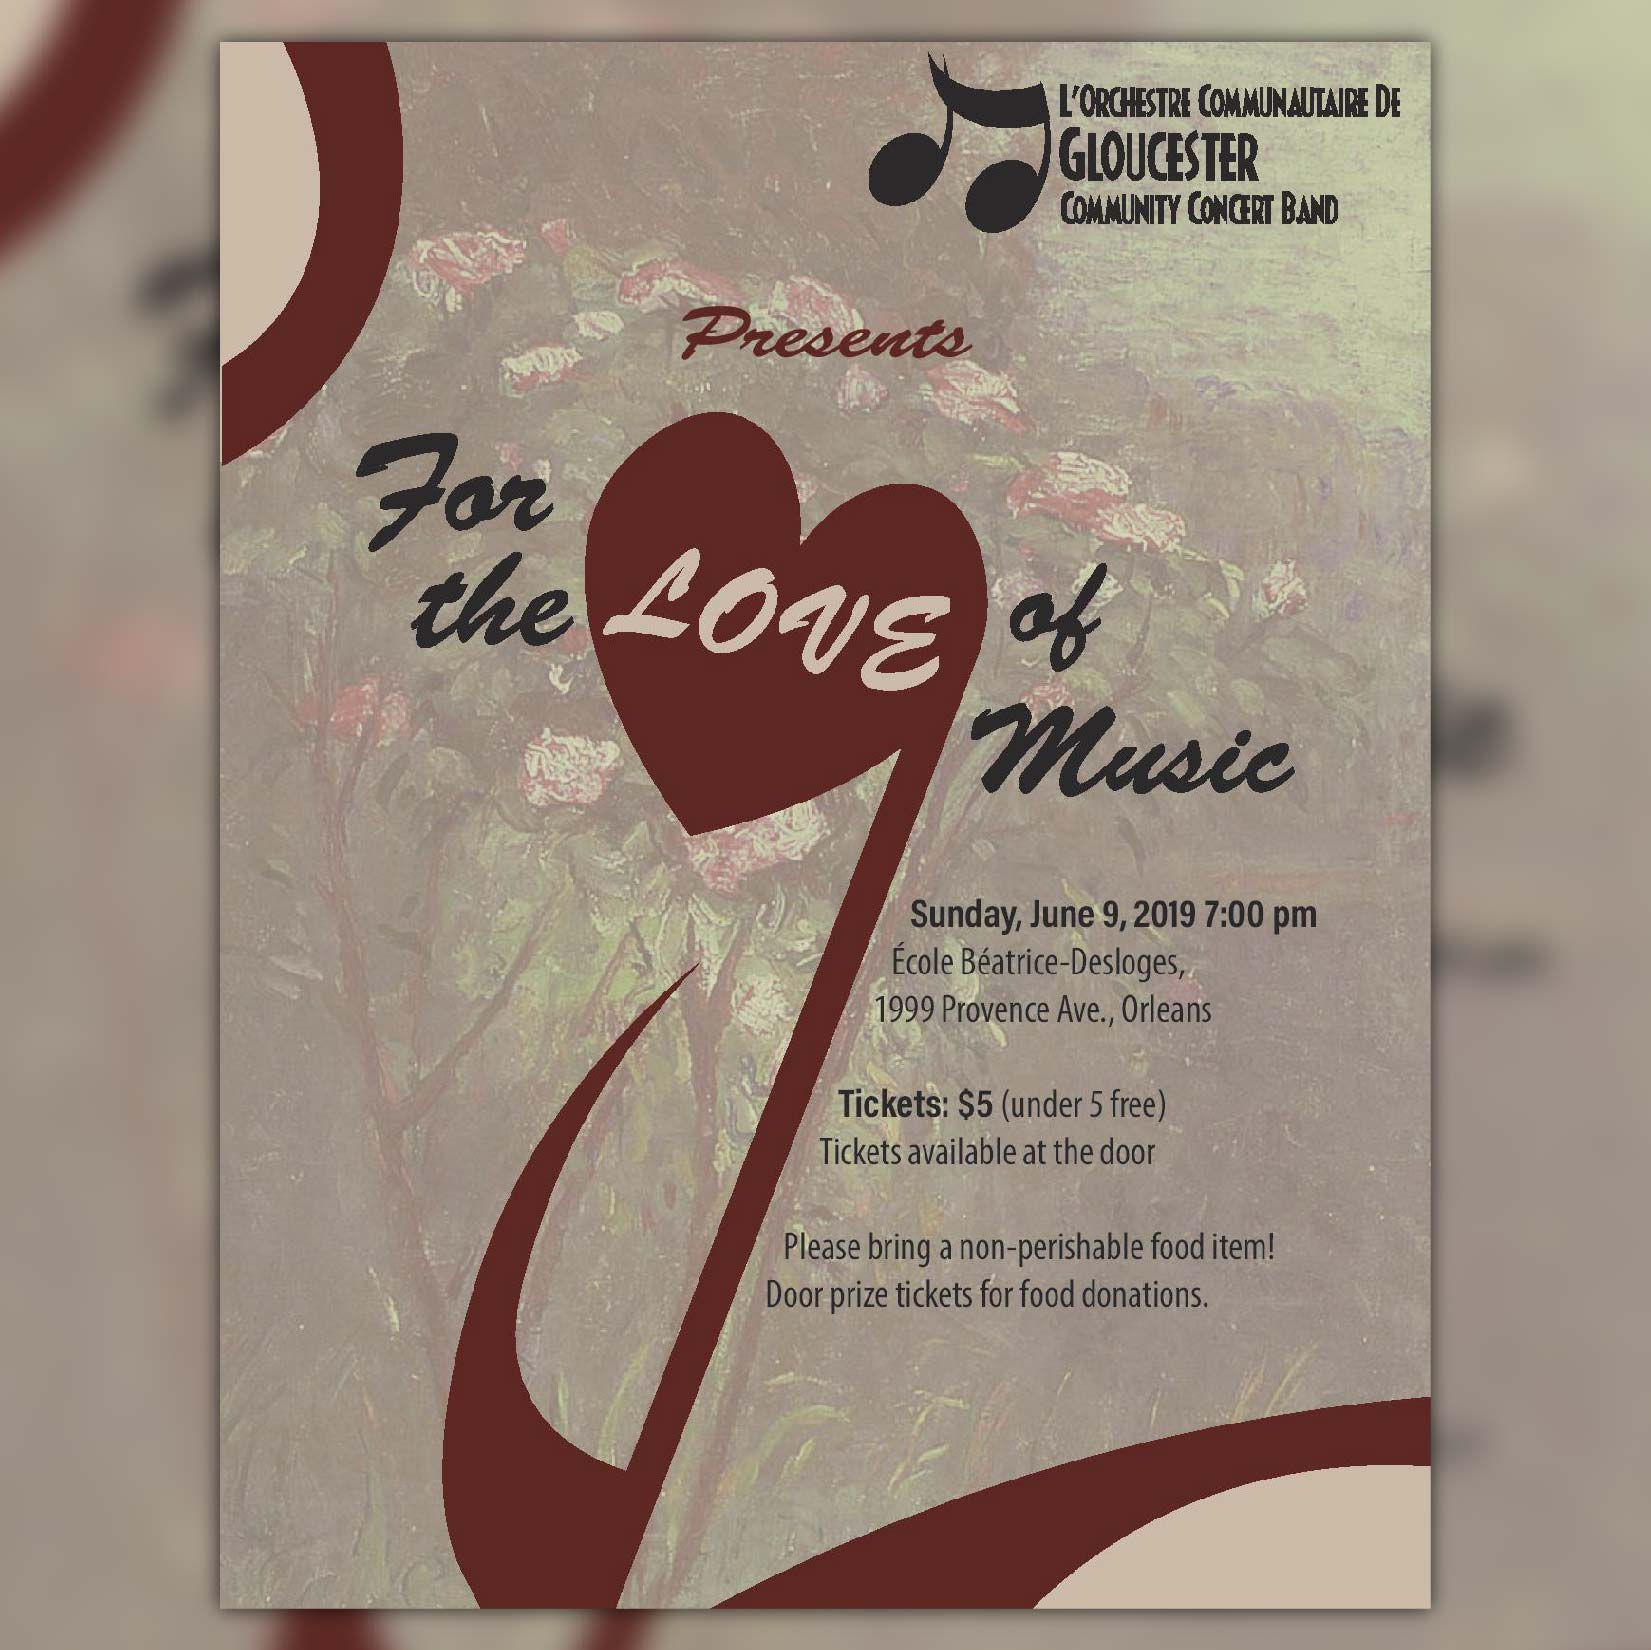 L'Orchestre Communautaire De
Gloucester
Community Concert Band
Presents
For
the LOVE of
Music
Sunday, June 9, 2019 7:00 pm
École Béatrice-Desloges,
1999 Provence Ave., Orleans
Tickets: $5 (under 5 free)
Tickets available at the door
Please bring a non-perishable food item!
Door prize tickets for food donations.